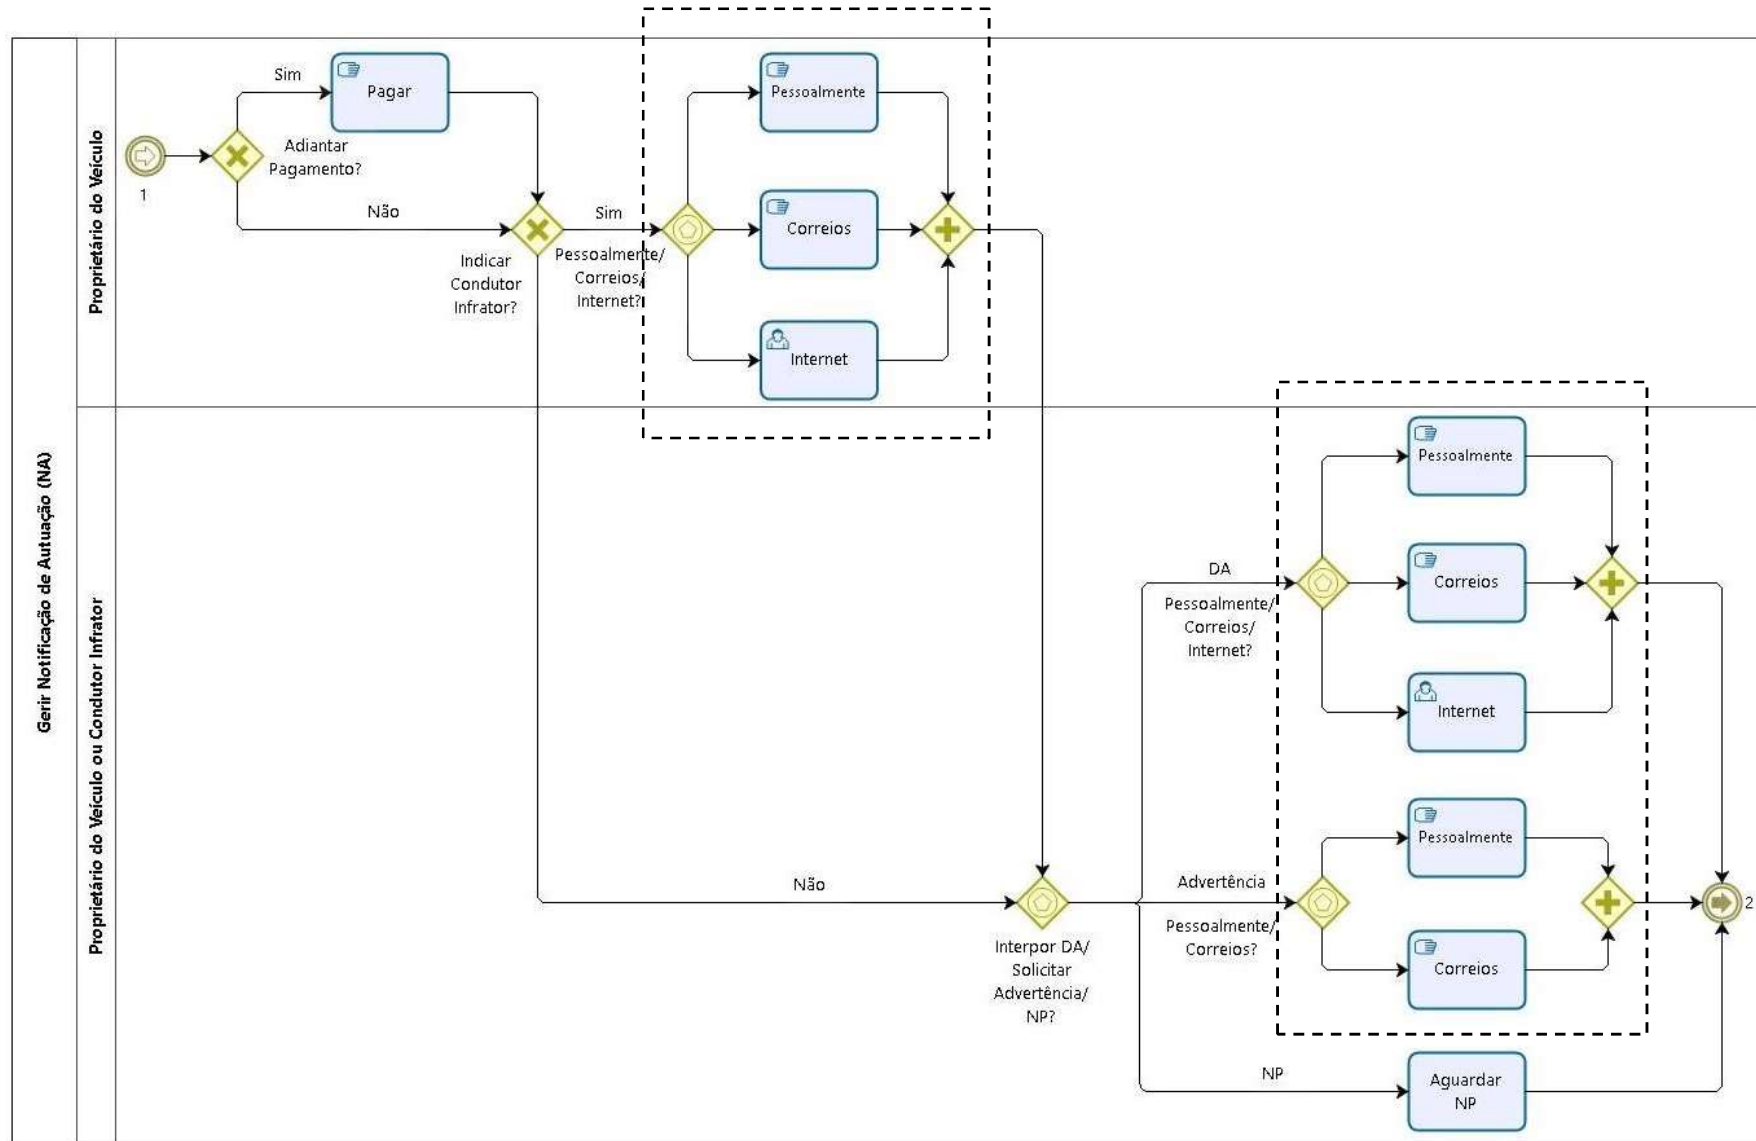 Gerir Notificação de Autuação (NA)
Proprietário do Veículo
1
Sim
Pagar
Adiantar
Pagamento?
Não
Indicar
Condutor
Infrator?
Sim
Pessoalmente/
Correios/
Internet?
Pessoalmente
Correios
Internet
Proprietário do Veículo ou Condutor Infrator
Não
Interpor DA/
Solicitar
Advertência/
NP?
DA
Pessoalmente/
Correios/
Internet?
Pessoalmente
Correios
Internet
Advertência
Pessoalmente/
Correios?
Pessoalmente
Correios
NP
Aguardar
NP
2